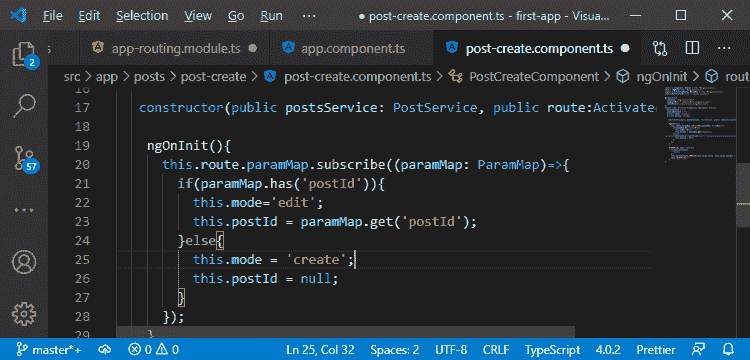 File Edit Selection View Go Run ··· ● post-create.component.ts - first-app - Visua...
2
s app-routing.module.ts ● app.component.ts post-create.component.ts ●
src > app > posts > post-create > post-create.component.ts > PostCreateComponent > ngOnInit > rout
16
17 constructor(public postsService: PostService, public route:Activate
18
19 ngOnInit(){
20 this.route.paramMap.subscribe((paramMap: ParamMap)=>{
21 if(paramMap.has('postId')){
22 this.mode='edit';
57
23 this.postId = paramMap.get('postId');
24 }else{
25 this.mode = 'create';
26 this.postId = null;
27 }
28 });
29 }
master*+ 0 0 Ln 25, Col 32 Spaces: 2 UTF-8 CRLF TypeScript 4.0.2 Prettier